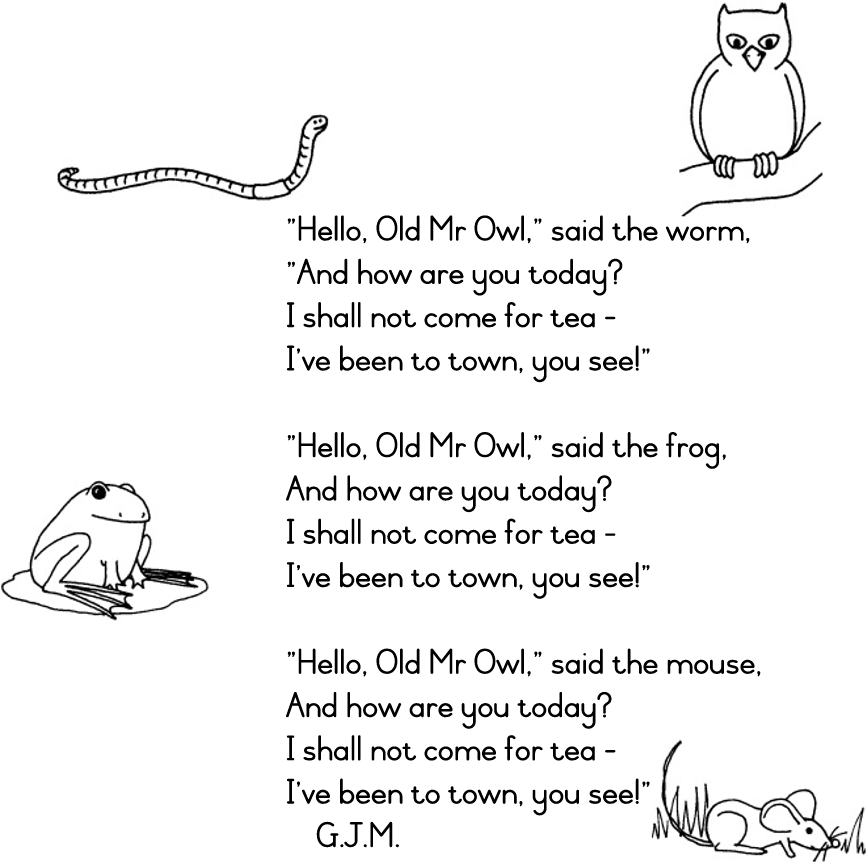 "Hello, Old Mr Owl," said the worm,
"And how are you today?
I shall not come for tea -
I've been to town, you see!"
"Hello, Old Mr Owl," said the frog,
And how are you today?
I shall not come for tea -
I've been to town, you see!"
"Hello, Old Mr Owl," said the mouse,
And how are you today?
I shall not come for tea -
I've been to town, you see!"
G.J.M.